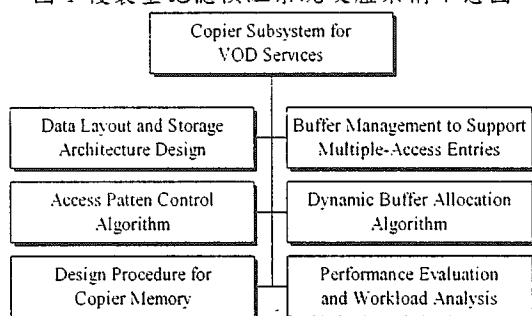 Copier Subsystem for
VOD Services
Data Layout and Storage
Architecture Design
Buffer Management to Support
Multiple-Access Entries
Access Patten Control
Algorithm
Dynamic Buffer Allocation
Algorithm
Design Procedure for
Copier Memory
Performance Evaluation
and Workload Analysis